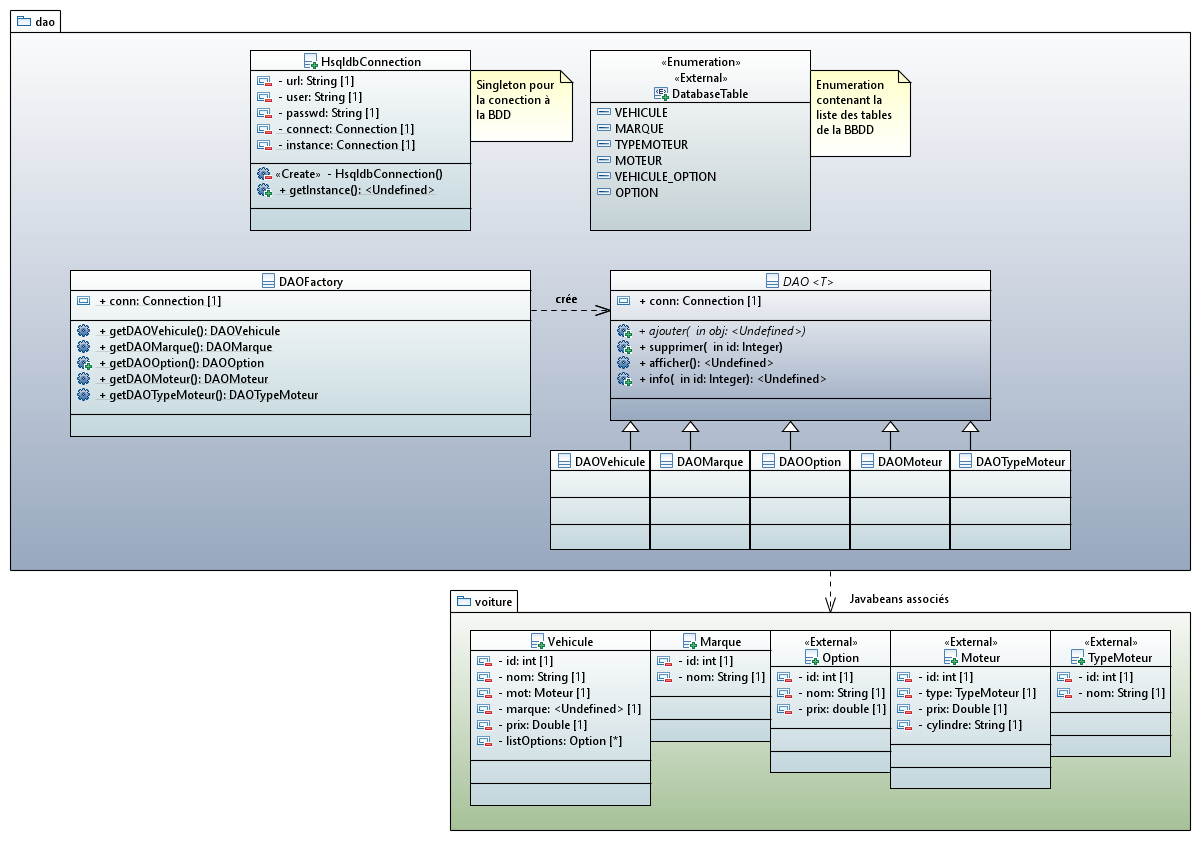 dao
HsqldbConnection
- url: String [1]
- user: String [1]
- passwd: String [1]
- connect: Connection [1]
- instance: Connection [1]
«Create» - HsqldbConnection()
+ getInstance(): <Undefined>
Singleton pour
la conection à
la BDD
«Enumeration»
«External»
DatabaseTable
VEHICULE
MARQUE
TYPEMOTEUR
MOTEUR
VEHICULE_OPTION
OPTION
Enumeration
contenant la
liste des tables
de la BBDD
DAOFactory
+ conn: Connection [1]
+ getDAOVehicule(): DAOVehicule
+ getDAOMarque(): DAOMarque
+ getDAOOption(): DAOOption
+ getDAOMoteur(): DAOMoteur
+ getDAOTypeMoteur(): DAOTypeMoteur
crée
DAO <T>
+ conn: Connection [1]
+ ajouter( in obj: <Undefined>)
+ supprimer( in id: Integer)
+ afficher(): <Undefined>
+ info( in id: Integer): <Undefined>
DAOVehicule
DAOMarque
DAOOption
DAOMoteur
DAOTypeMoteur
Javabeans associés
voiture
Vehicule
- id: int [1]
- nom: String [1]
- mot: Moteur [1]
- marque: <Undefined> [1]
- prix: Double [1]
- listOptions: Option [*]
Marque
- id: int [1]
- nom: String [1]
«External»
Option
- id: int [1]
- nom: String [1]
- prix: double [1]
«External»
Moteur
- id: int [1]
- type: TypeMoteur [1]
- prix: Double [1]
- cylindre: String [1]
«External»
TypeMoteur
- id: int [1]
- nom: String [1]